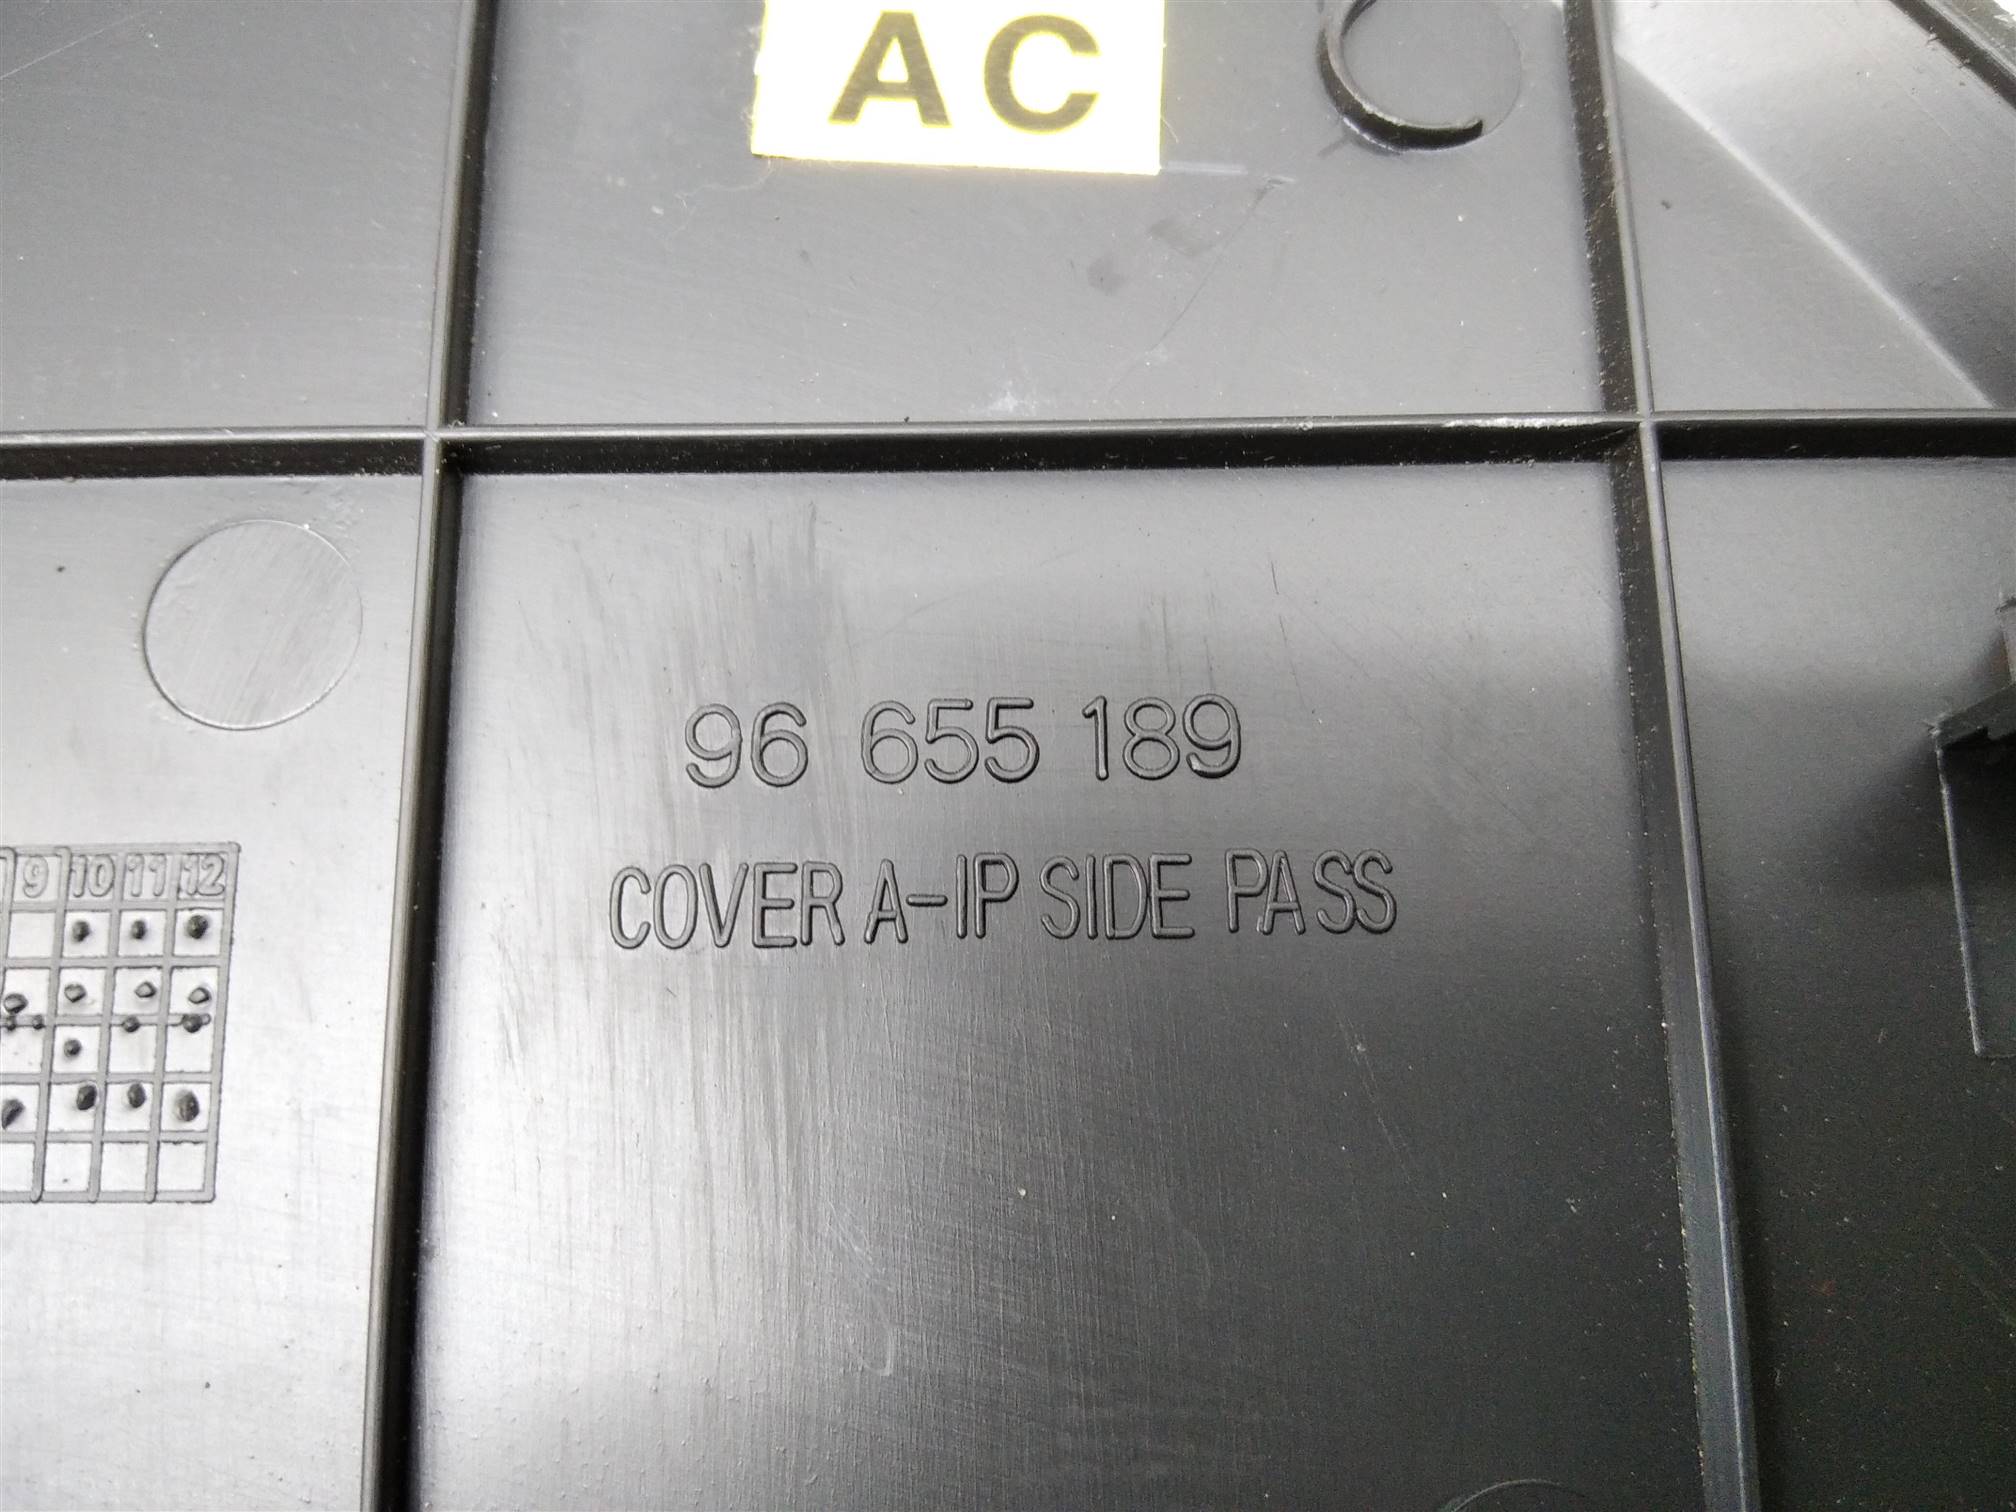 AC
96 655 189
COVER A-IP SIDE PASS
9 10 11 12